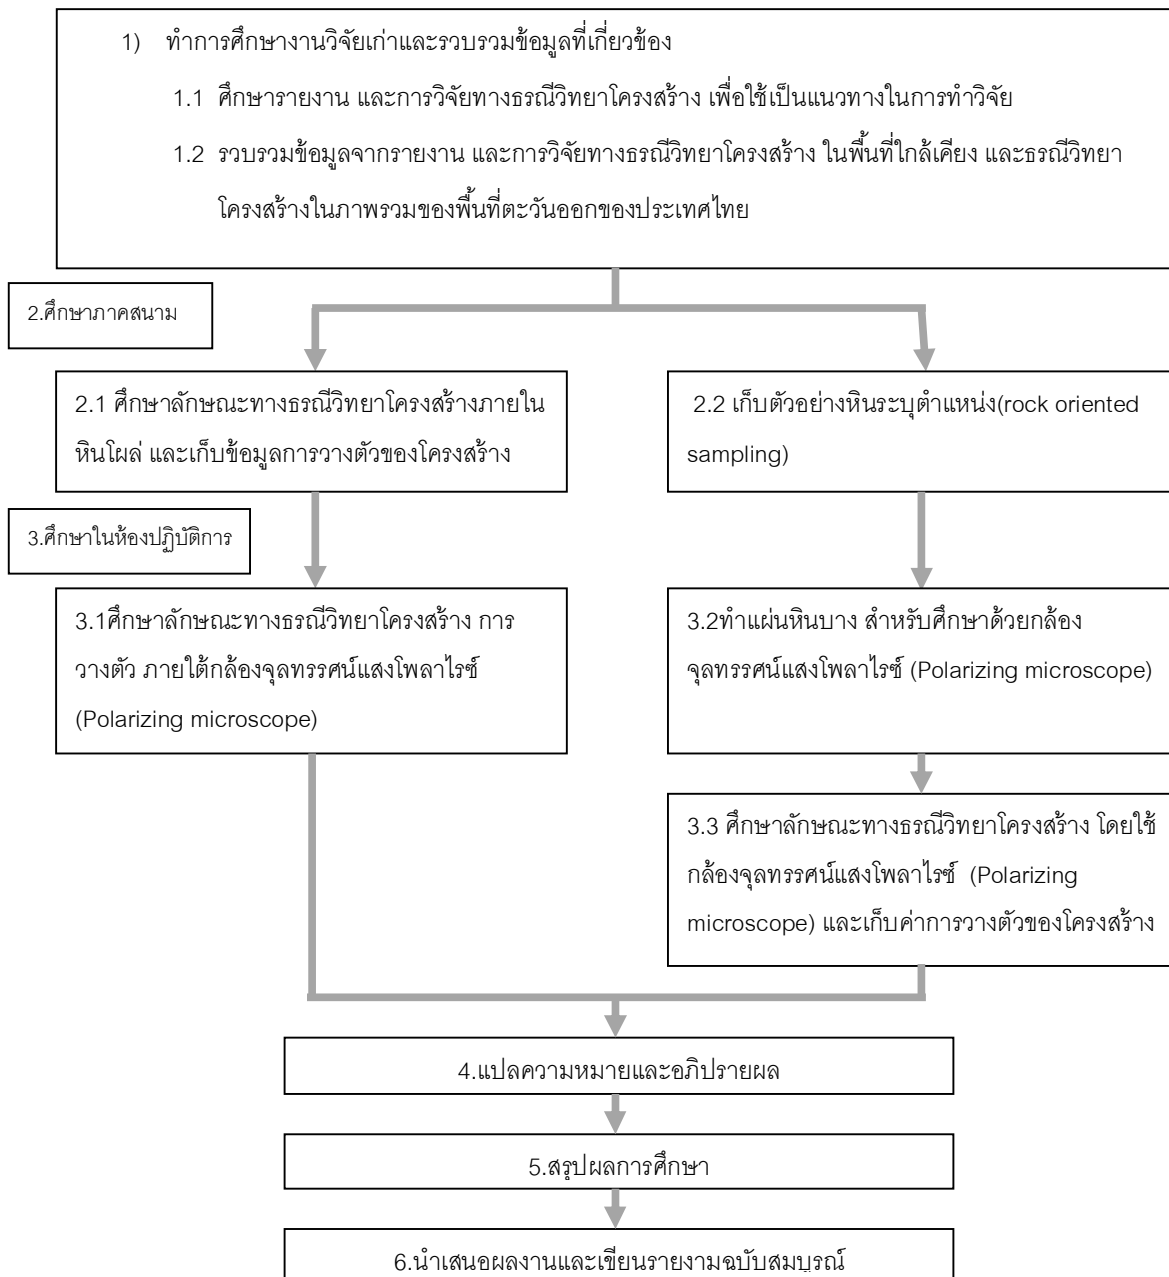 1) ทำการศึกษางานวิจัยเก่าและรวบรวมข้อมูลที่เกี่ยวข้อง
1.1 ศึกษารายงาน และการวิจัยทางธรณีวิทยาโครงสร้าง เพื่อใช้เป็นแนวทางในการทำวิจัย
1.2 รวบรวมข้อมูลจากรายงาน และการวิจัยทางธรณีวิทยาโครงสร้าง ในพื้นที่ใกล้เคียง และธรณีวิทยา
โครงสร้างในภาพรวมของพื้นที่ตะวันออกของประเทศไทย
2.ศึกษาภาคสนาม
2.1 ศึกษาลักษณะทางธรณีวิทยาโครงสร้างภายใน
หินโผล่ และเก็บข้อมูลการวางตัวของโครงสร้าง
2.2 เก็บตัวอย่างหินระบุตำแหน่ง(rock oriented
sampling)
3.ศึกษาในห้องปฏิบัติการ
3.1ศึกษาลักษณะทางธรณีวิทยาโครงสร้าง การ
วางตัว ภายใต้กล้องจุลทรรศน์แสงโพลาไรซ์
(Polarizing microscope)
3.2ทำแผ่นหินบาง สำหรับศึกษาด้วยกล้อง
จุลทรรศน์แสงโพลาไรซ์ (Polarizing microscope)
3.3 ศึกษาลักษณะทางธรณีวิทยาโครงสร้าง โดยใช้
กล้องจุลทรรศน์แสงโพลาไรซ์ (Polarizing
microscope) และเก็บค่าการวางตัวของโครงสร้าง
4.แปลความหมายและอภิปรายผล
5.สรุปผลการศึกษา
6.นำเสนอผลงานและเขียนรายงามฉบับสมบูรณ์